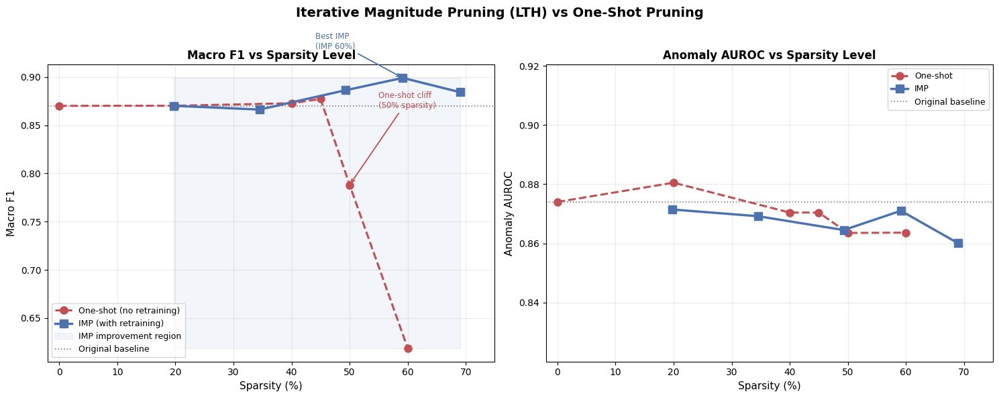 Iterative Magnitude Pruning (LTH) vs One-Shot Pruning
Best IMP
(IMP 60%)
Macro F1 vs Sparsity Level
One-shot cliff
(50% sparsity)
0.90
0.85
0.80
0.75
0.70
0.65
Macro F1
One-shot (no retraining)
IMP (with retraining)
IMP improvement region
Original baseline
0 10 20 30 40 50 60 70
Sparsity (%)
Anomaly AUROC vs Sparsity Level
One-shot
IMP
Original baseline
0.92
0.90
0.88
0.86
0.84
Anomaly AUROC
0 10 20 30 40 50 60 70
Sparsity (%)